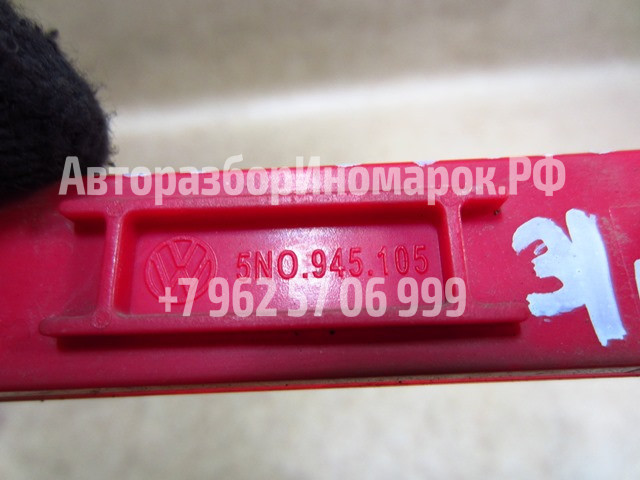 АвторазборИномарок.РФ
5N0.945.105
+7 962 57 06 999